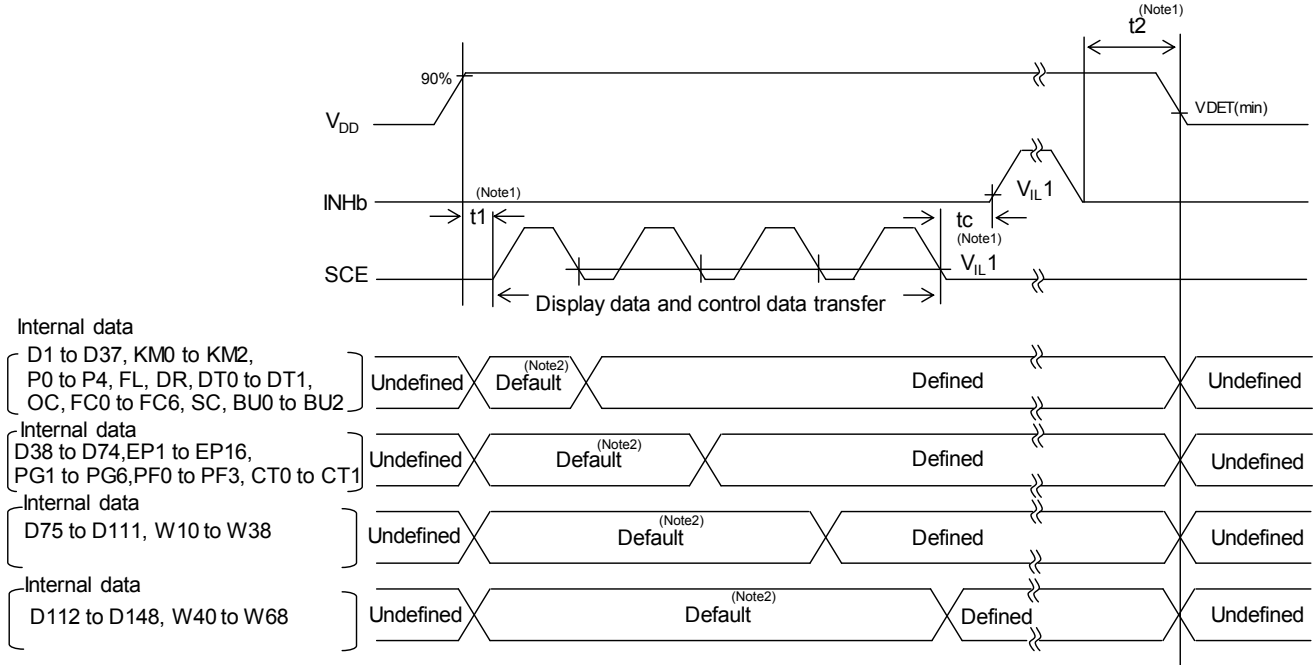 (Note1)
t2
90%
VDD
VDET(min)
INHb
(Note1)
t1
VIL1
tc
(Note1)
VIL1
SCE
Display data and control data transfer
Internal data
D1 to D37, KM0 to KM2,
P0 to P4, FL, DR, DT0 to DT1,
OC, FC0 to FC6, SC, BU0 to BU2
Undefined
Default
(Note2)
Defined
Undefined
Internal data
D38 to D74,EP1 to EP16,
PG1 to PG6,PF0 to PF3, CT0 to CT1
Undefined
Default
(Note2)
Defined
Undefined
Internal data
D75 to D111, W10 to W38
Undefined
Default
(Note2)
Defined
Undefined
Internal data
D112 to D148, W40 to W68
Undefined
Default
(Note2)
Defined
Undefined